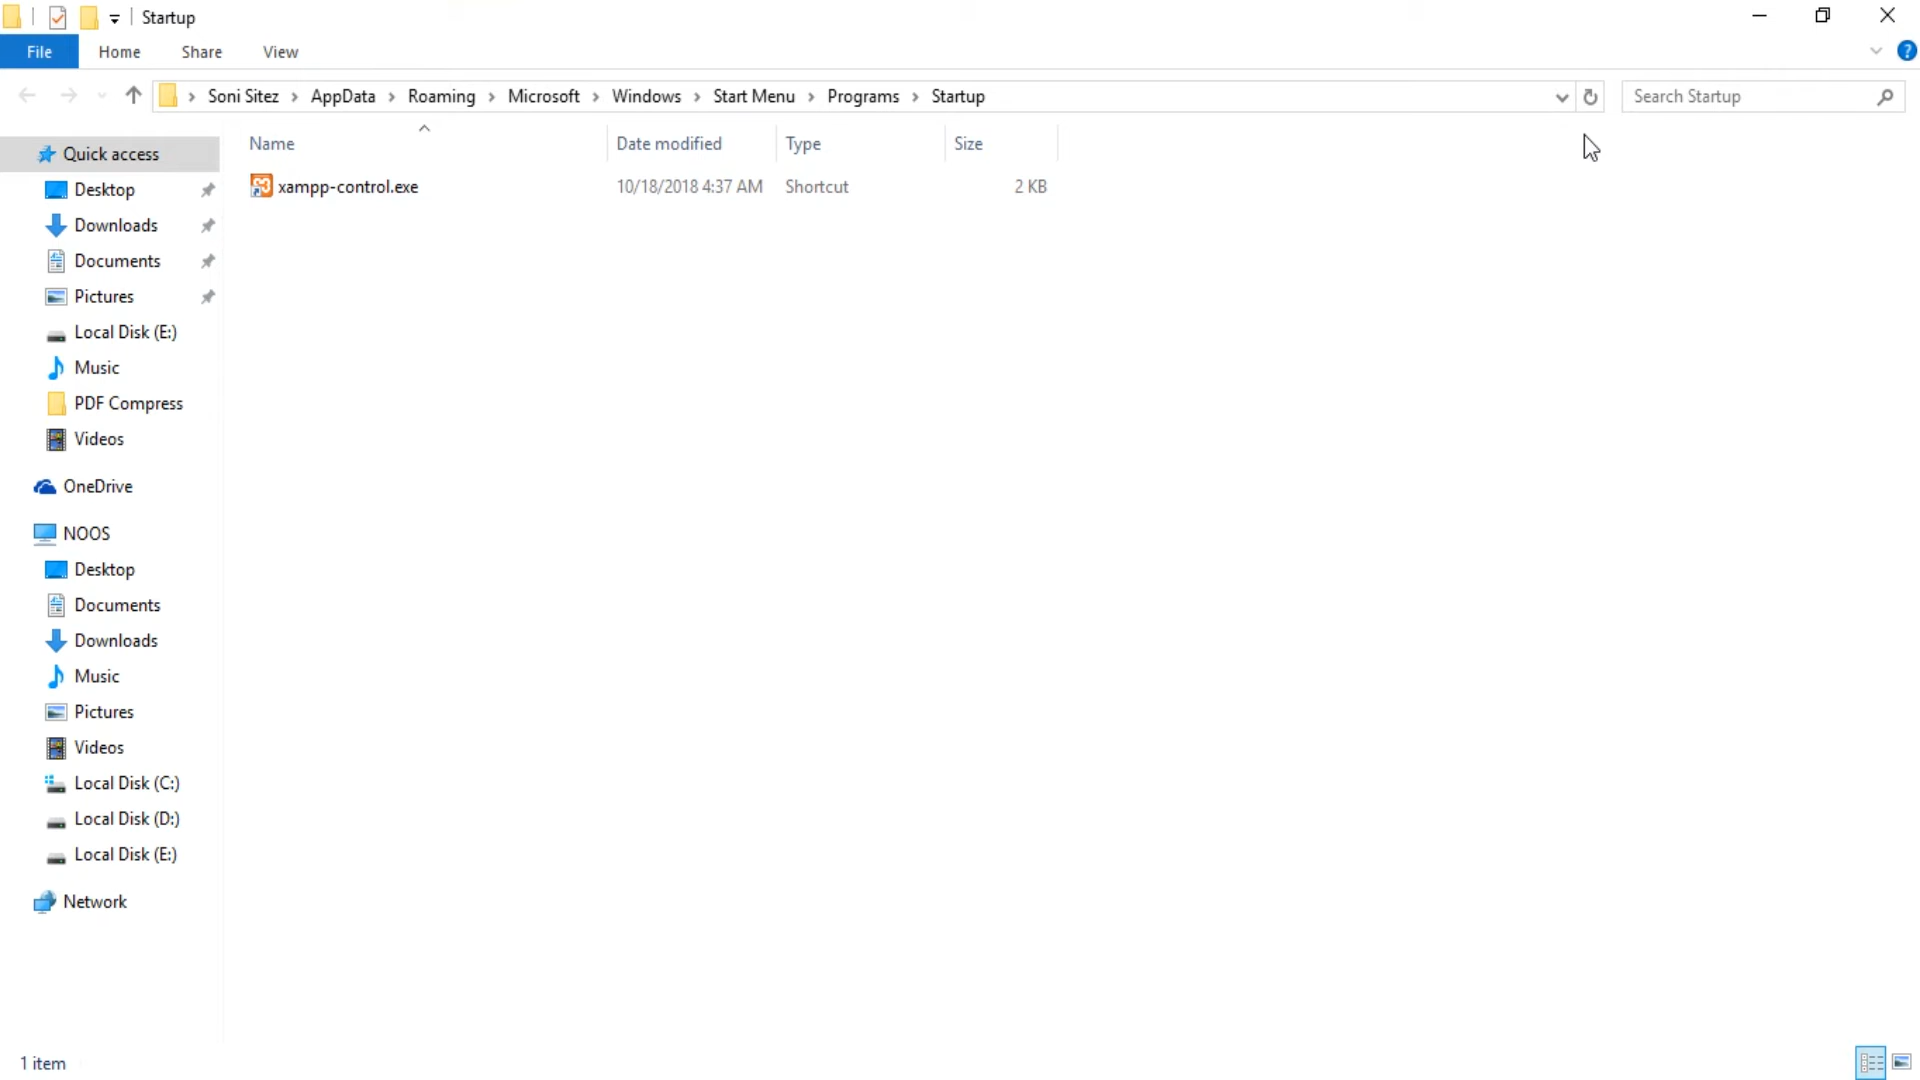 Startup
File Home Share View
Soni Sitez > AppData > Roaming > Microsoft > Windows > Start Menu > Programs > Startup
Search Startup
Name Date modified Type Size
xampp-control.exe 10/18/2018 4:37 AM Shortcut 2 KB
Quick access
Desktop
Downloads
Documents
Pictures
Local Disk (E:)
Music
PDF Compress
Videos
OneDrive
NOOS
Desktop
Documents
Downloads
Music
Pictures
Videos
Local Disk (C:)
Local Disk (D:)
Local Disk (E:)
Network
1 item